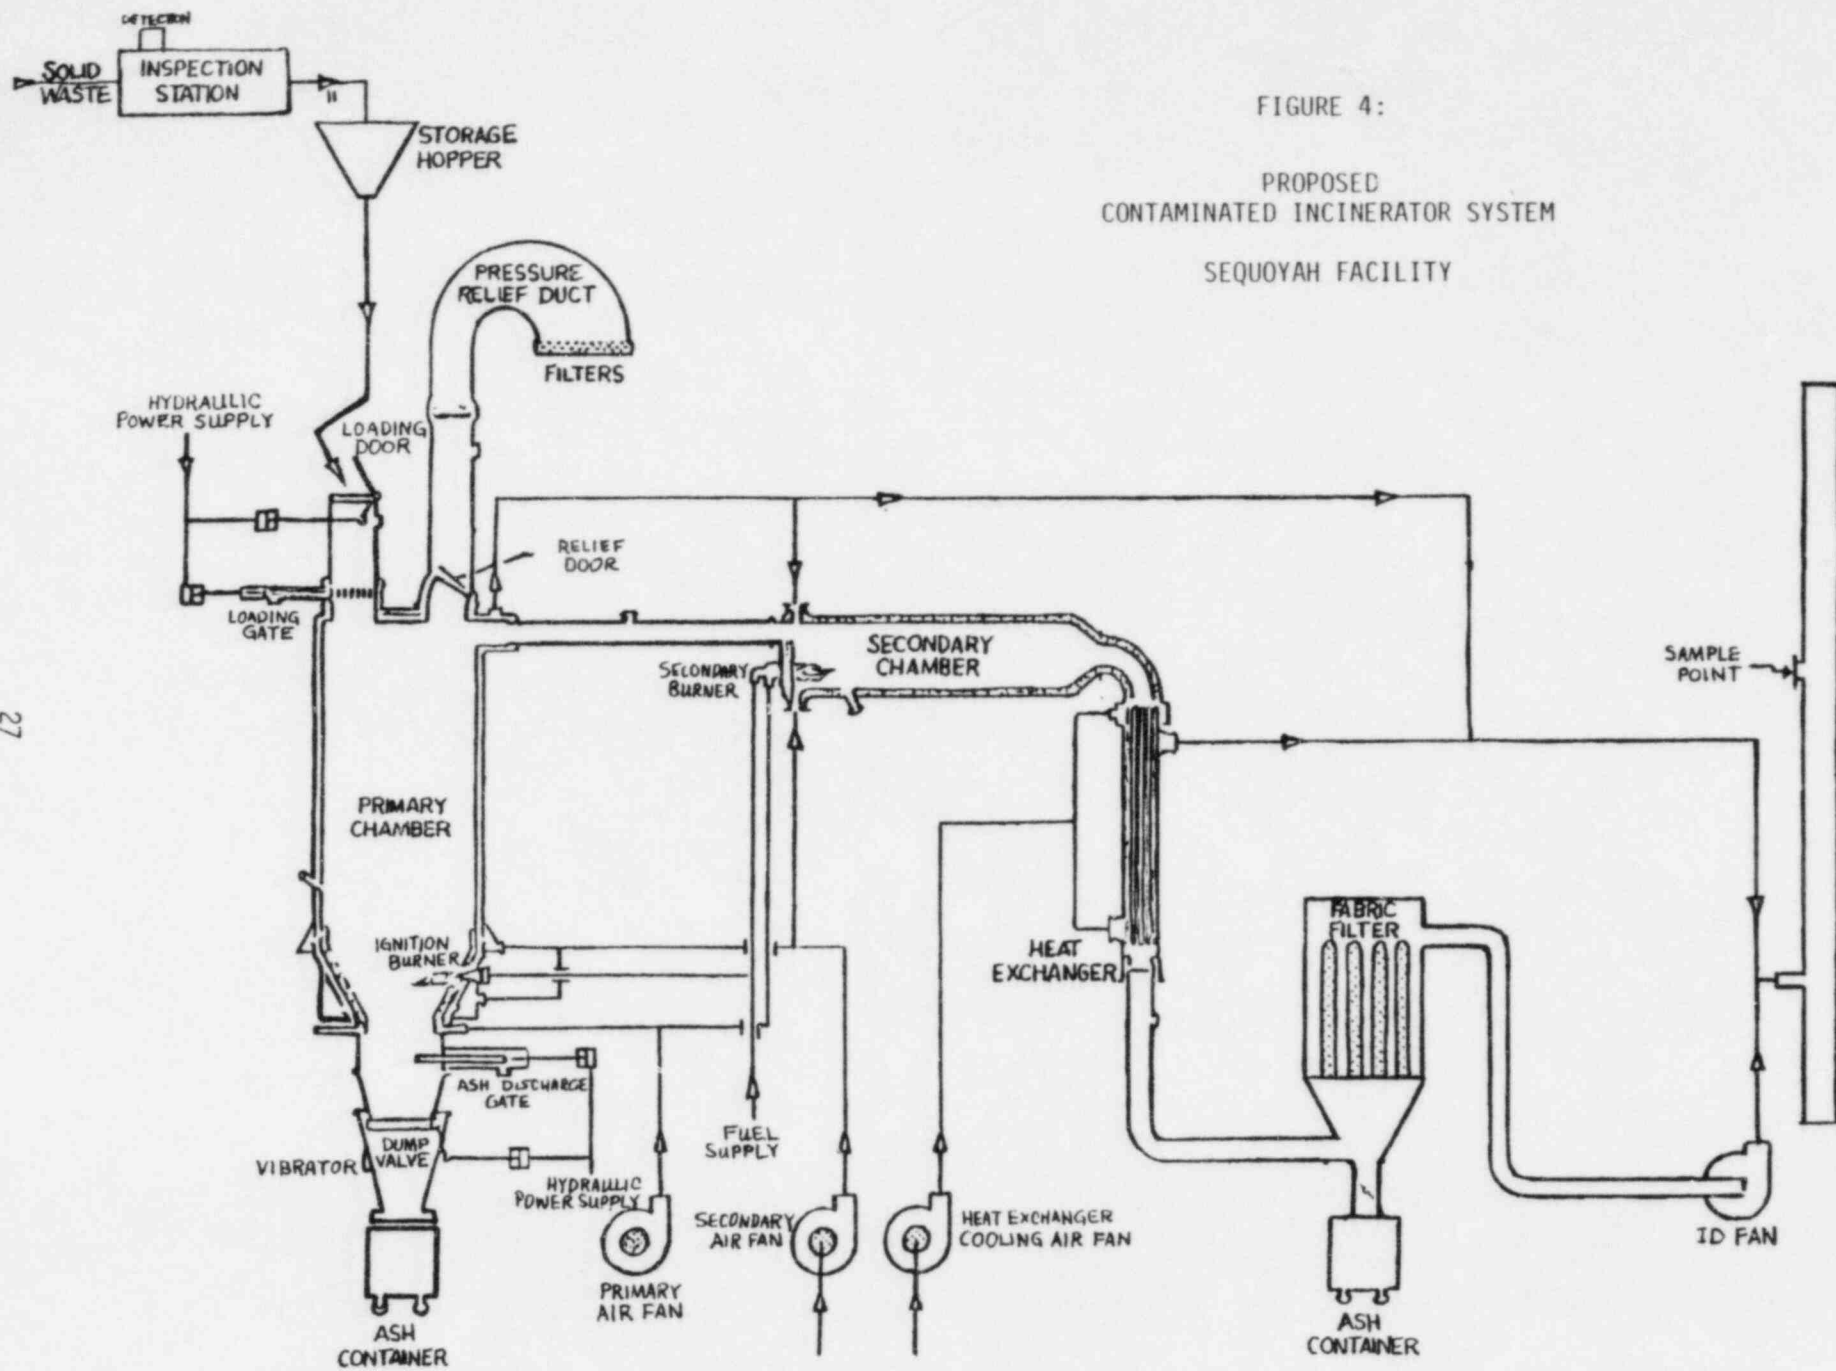 DETECTION
SOLID
WASTE
INSPECTION
STATION
STORAGE
HOPPER
FIGURE 4:
PROPOSED
CONTAMINATED INCINERATOR SYSTEM
SEQUOYAH FACILITY
PRESSURE
RELIEF DUCT
FILTERS
HYDRAULIC
POWER SUPPLY
LOADING
DOOR
RELIEF
DOOR
LOADING
GATE
SECONDARY
BURNER
SECONDARY
CHAMBER
SAMPLE
POINT
27
PRIMARY
CHAMBER
IGNITION
BURNER
HEAT
EXCHANGER
FABRIC
FILTER
ASH DISCHARGE
GATE
DUMP
VALVE
VIBRATOR
FUEL
SUPPLY
HYDRAULIC
POWER SUPPLY
SECONDARY
AIR FAN
HEAT EXCHANGER
COOLING AIR FAN
ID FAN
PRIMARY
AIR FAN
ASH
CONTAINER
ASH
CONTAINER